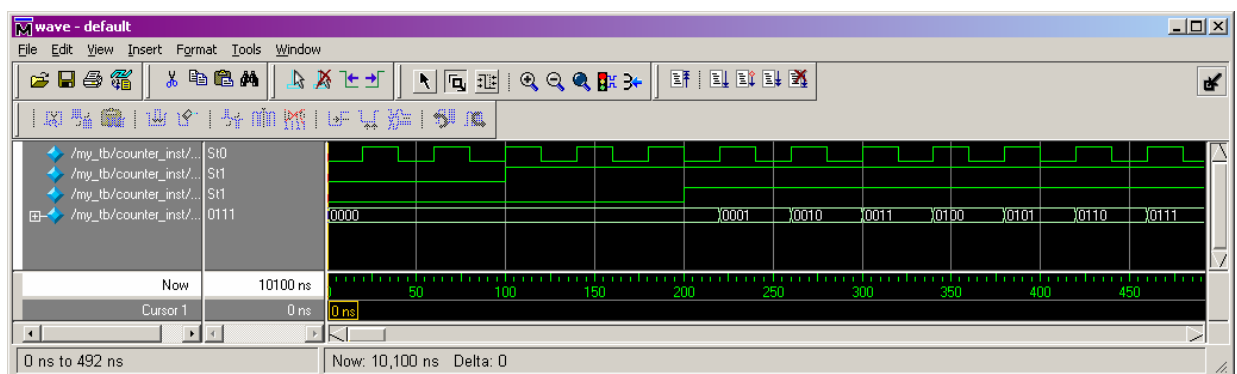 wave - default
File Edit View Insert Format Tools Window
/my_tb/counter_inst/... St0
/my_tb/counter_inst/... St1
/my_tb/counter_inst/... St1
/my_tb/counter_inst/... 0111 0000 0001 0010 0011 0100 0101 0110 0111
Now 10100 ns 50 100 150 200 250 300 350 400 450
Cursor 1 0 ns 0 ns
0 ns to 492 ns Now: 10,100 ns Delta: 0